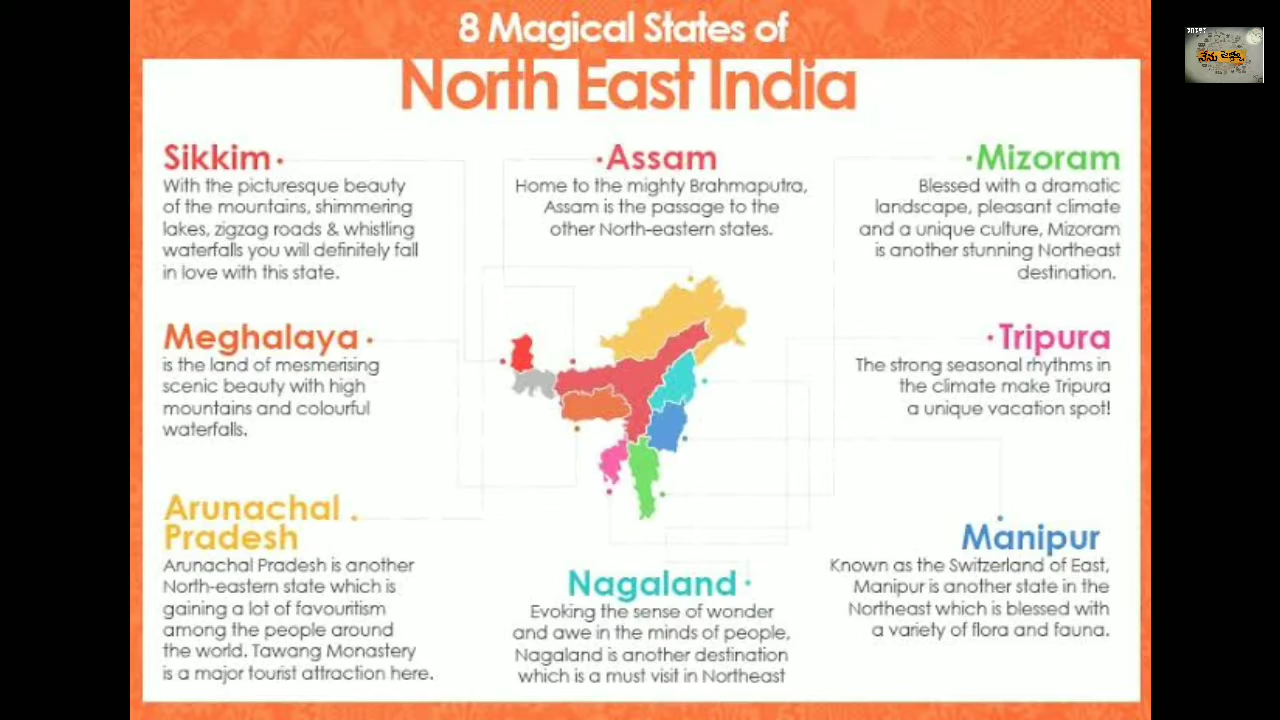 8 Magical States of
North East India
Sikkim
With the picturesque beauty
of the mountains, shimmering
lakes, zigzag roads & whistling
waterfalls you will definitely fall
in love with this state.
Assam
Home to the mighty Brahmaputra,
Assam is the passage to the
other North-eastern states.
Mizoram
Blessed with a dramatic
landscape, pleasant climate
and a unique culture, Mizoram
is another stunning Northeast
destination.
Meghalaya
is the land of mesmerising
scenic beauty with high
mountains and colourful
waterfalls.
Tripura
The strong seasonal rhythms in
the climate make Tripura
a unique vacation spot!
Arunachal
Pradesh
Arunachal Pradesh is another
North-eastern state which is
gaining a lot of favouritism
among the people around
the world. Tawang Monastery
is a major tourist attraction here.
Nagaland
Evoking the sense of wonder
and awe in the minds of people,
Nagaland is another destination
which is a must visit in Northeast
Manipur
Known as the Switzerland of East,
Manipur is another state in the
Northeast which is blessed with
a variety of flora and fauna.